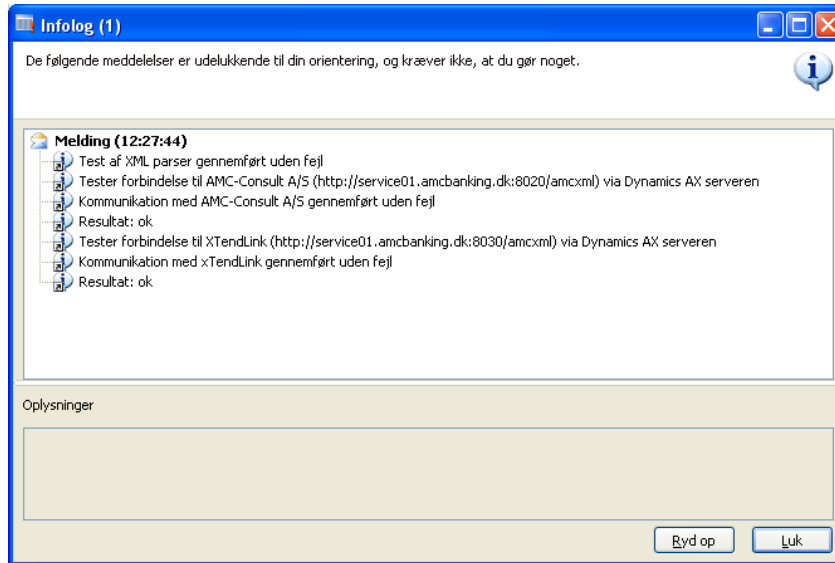 Infolog (1)
De følgende meddelelser er udelukkende til din orientering, og kræver ikke, at du gør noget.
Melding (12:27:44)
Test af XML parser gennemført uden fejl
Tester forbindelse til AMC-Consult A/S (http://service01.amcbanking.dk:8020/amcxml) via Dynamics AX serveren
Kommunikation med AMC-Consult A/S gennemført uden fejl
Resultat: ok
Tester forbindelse til XTendLink (http://service01.amcbanking.dk:8030/amcxml) via Dynamics AX serveren
Kommunikation med xTendLink gennemført uden fejl
Resultat: ok
Oplysninger
Ryd op
Luk